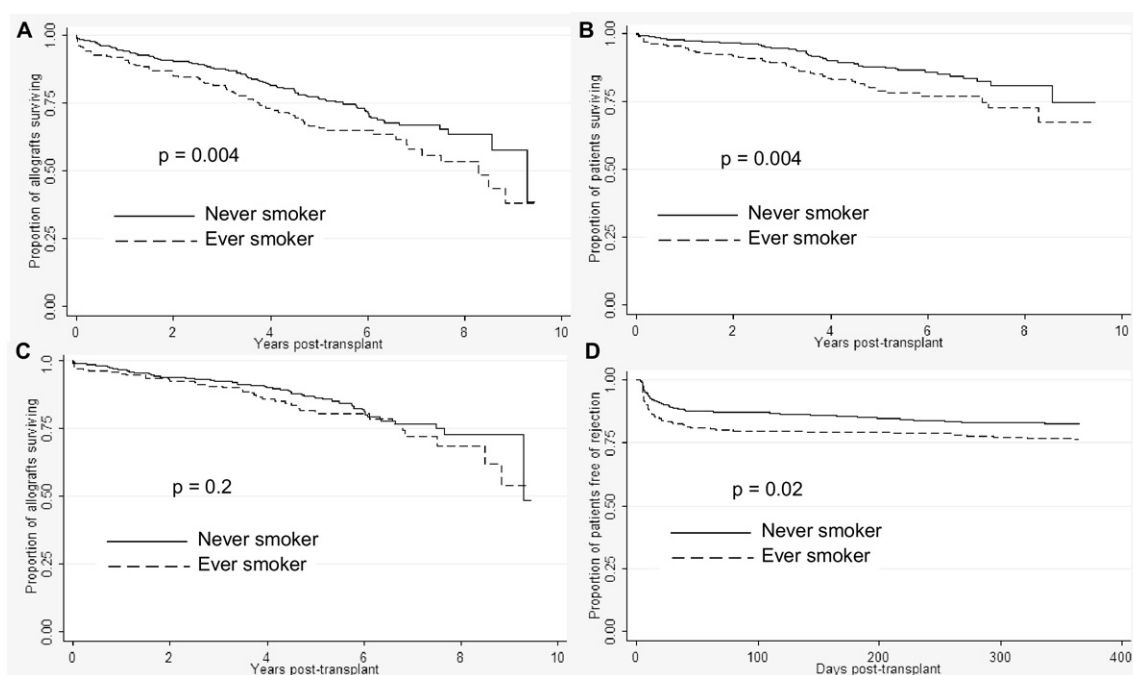 A
Proportion of allografts surviving
0.00 0.25 0.50 0.75 1.00
p = 0.004
Never smoker
Ever smoker
0 2 4 6 8 10
Years post-transplant
B
Proportion of patients surviving
0.00 0.25 0.50 0.75 1.00
p = 0.004
Never smoker
Ever smoker
0 2 4 6 8 10
Years post-transplant
C
Proportion of allografts surviving
0.00 0.25 0.50 0.75 1.0
p = 0.2
Never smoker
Ever smoker
0 2 4 6 8 10
Years post-transplant
D
Proportion of patients free of rejection
0.00 0.25 0.50 0.75 1.00
p = 0.02
Never smoker
Ever smoker
0 100 200 300 400
Days post-transplant